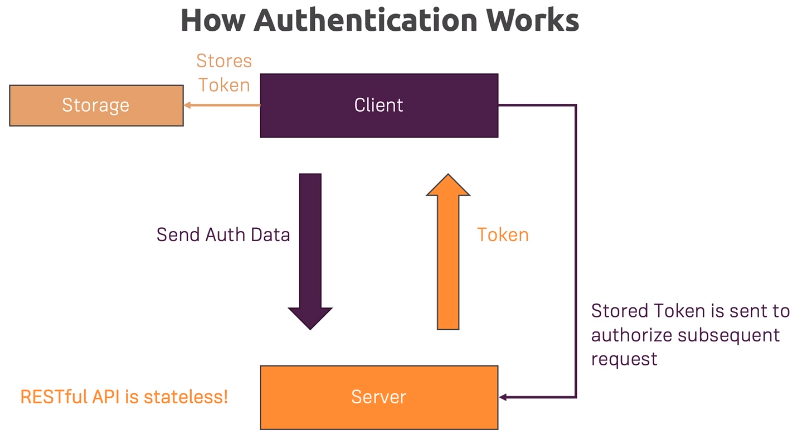 How Authentication Works
Stores
Token
Storage
Client
Send Auth Data
Token
Stored Token is sent to
authorize subsequent
request
RESTful API is stateless!
Server